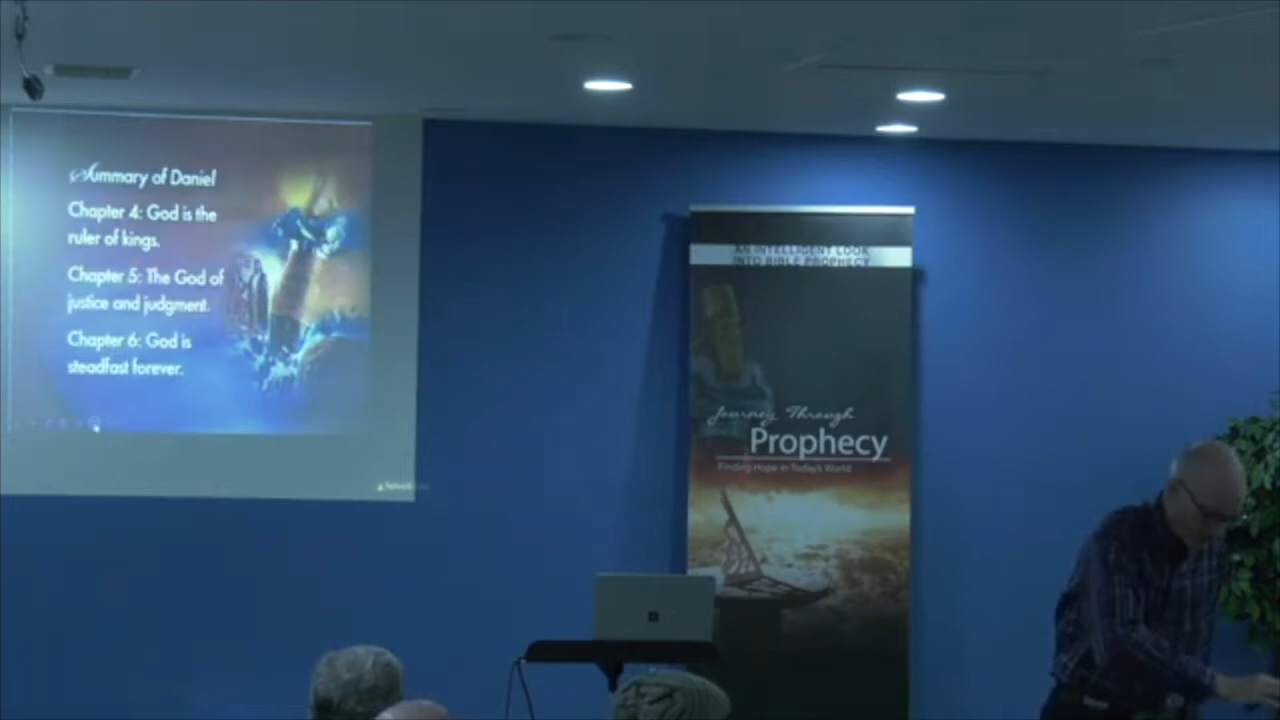 Summary of Daniel
Chapter 4: God is the
ruler of kings.
Chapter 5: The God of
justice and judgment.
Chapter 6: God is
steadfast forever.
AN INTELLIGENT LOOK
INTO BIBLE PROPHECY
Journey Through
Prophecy
Finding Hope in Today's World